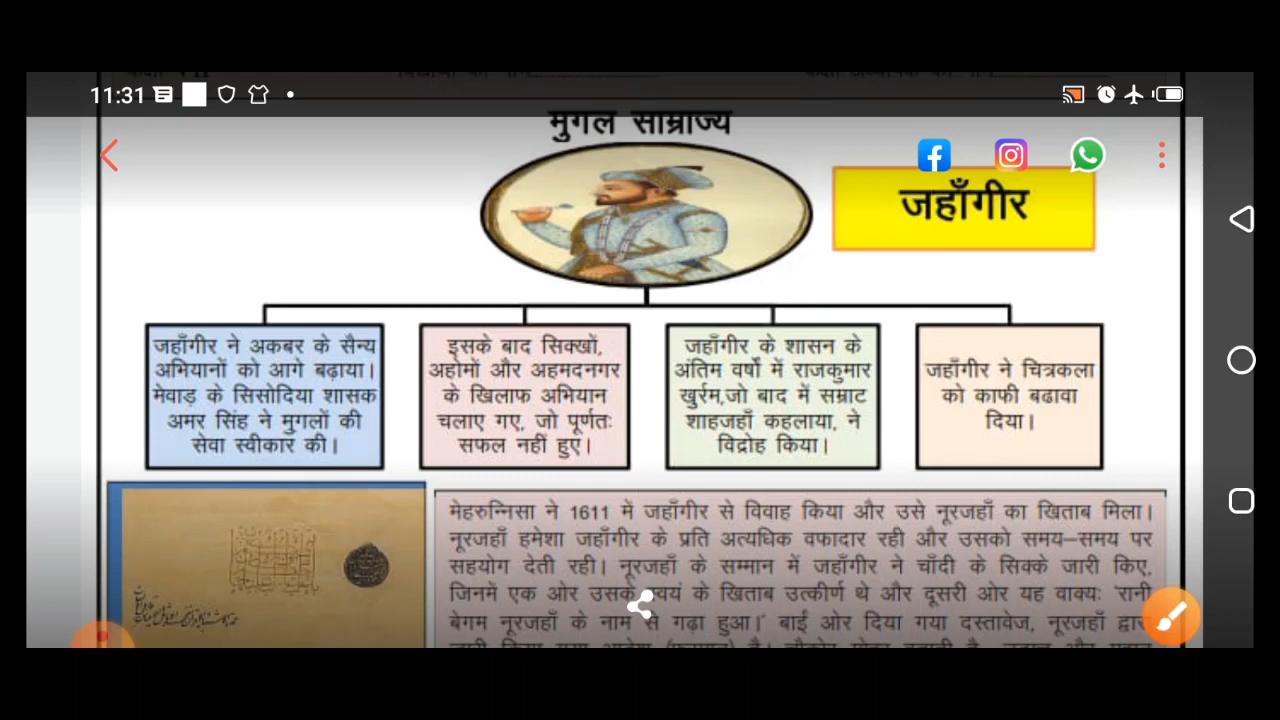 11:31
मुगल साम्राज्य
जहाँगीर
जहाँगीर ने अकबर के सैन्य
अभियानों को आगे बढ़ाया।
मेवाड़ के सिसोदिया शासक
अमर सिंह ने मुगलों की
सेवा स्वीकार की।
इसके बाद सिक्खों,
अहोमों और अहमदनगर
के खिलाफ अभियान
चलाए गए, जो पूर्णतः
सफल नहीं हुए।
जहाँगीर के शासन के
अंतिम वर्षों में राजकुमार
खुर्रम,जो बाद में सम्राट
शाहजहाँ कहलाया, ने
विद्रोह किया।
जहाँगीर ने चित्रकला
को काफी बढावा
दिया।
मेहरुन्निसा ने 1611 में जहाँगीर से विवाह किया और उसे नूरजहाँ का खिताब मिला।
नूरजहाँ हमेशा जहाँगीर के प्रति अत्यधिक वफादार रही और उसको समय–समय पर
सहयोग देती रही। नूरजहाँ के सम्मान में जहाँगीर ने चाँदी के सिक्के जारी किए,
जिनमें एक ओर उसके स्वयं के खिताब उत्कीर्ण थे और दूसरी ओर यह वाक्यः 'रानी
बेगम नूरजहाँ के नाम से गढ़ा हुआ।' बाईं ओर दिया गया दस्तावेज, नूरजहाँ